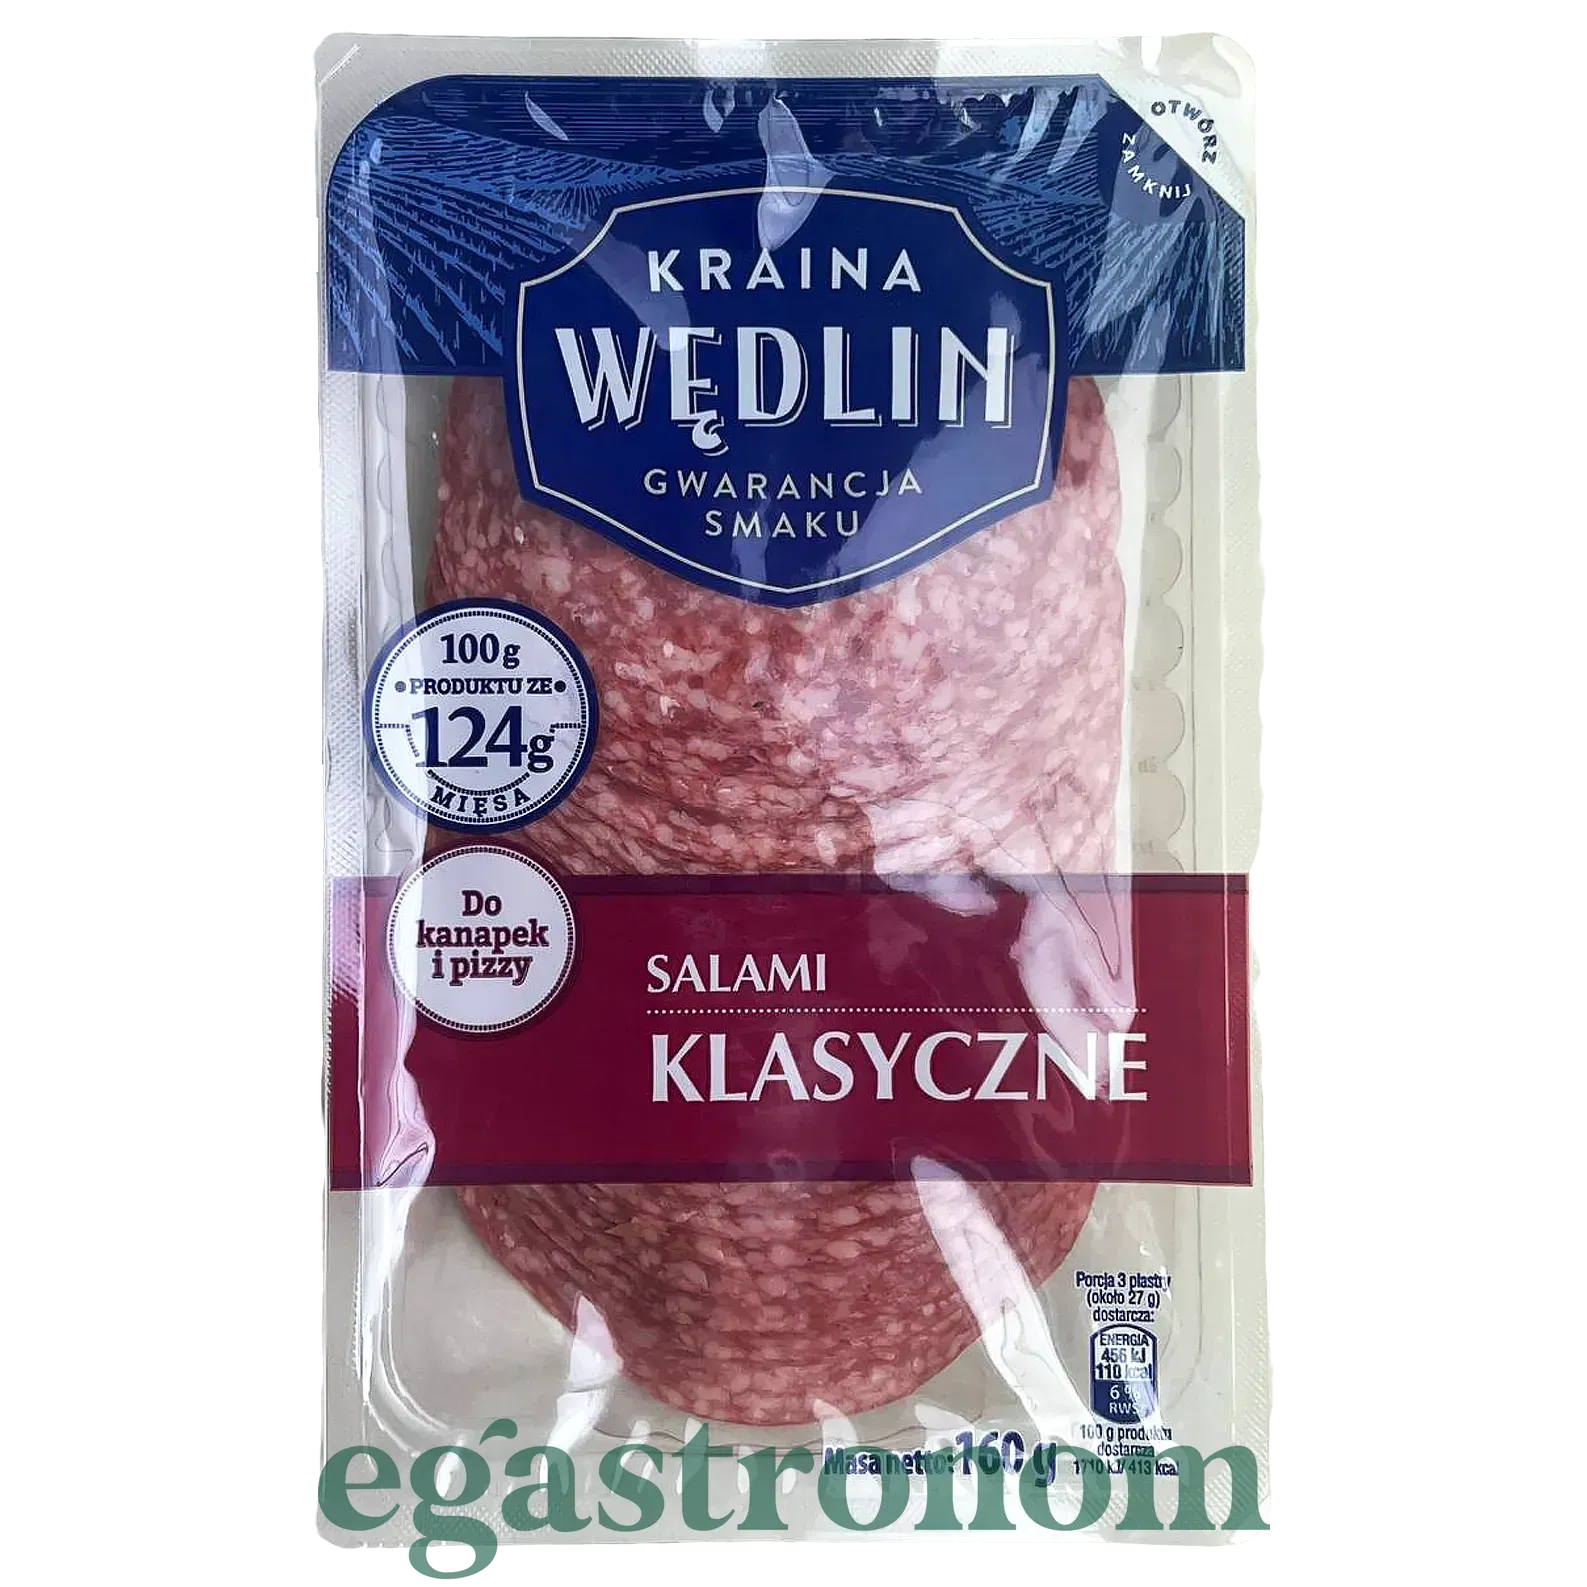 OTWÓRZ
ZAMKNIJ
KRAINA
WĘDLIN
GWARANCJA
SMAKU
100 g
•PRODUKTU ZE•
124g
MIĘSA
Do
kanapek
i pizzy
SALAMI
KLASYCZNE
Porcja 3 plastry
(około 27 g)
dostarcza:
ENERGIA
456 kJ
110 kcal
6 %
RWS
100 g produktu
dostarcza
1710 kJ/ 413 kcal
Masa netto: 160 g
egastronom